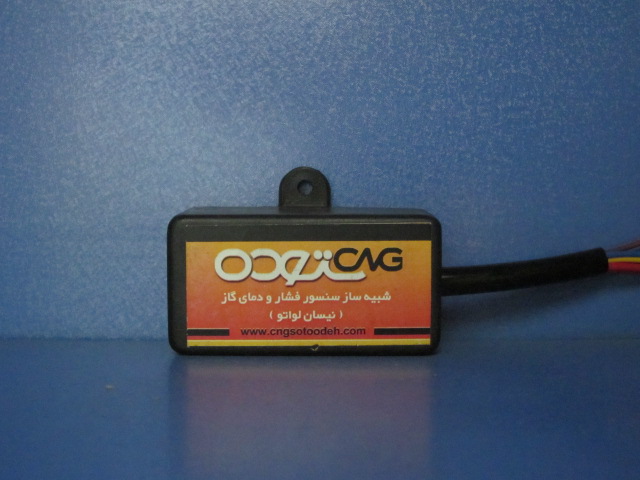 CNG ستوده
شبیه ساز سنسور فشار و دمای گاز
( نیسان لواتو )
www.cngsotoodeh.com